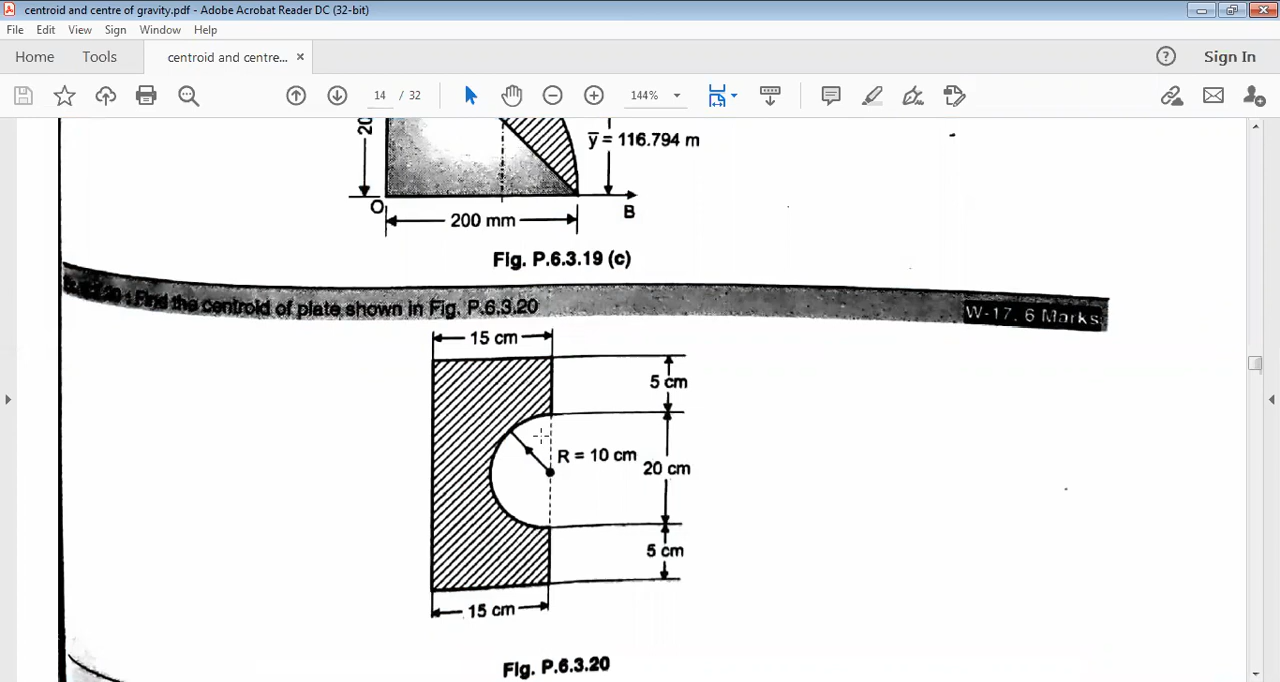 centroid and centre of gravity.pdf - Adobe Acrobat Reader DC (32-bit)
File Edit View Sign Window Help
Home Tools centroid and centre... × Sign In
14 / 32 144%
20
y̅ = 116.794 m
O
B
200 mm
Fig. P.6.3.19 (c)
Find the centroid of plate shown in Fig. P.6.3.20
W-17, 6 Marks
15 cm
5 cm
R = 10 cm
20 cm
5 cm
15 cm
Fig. P.6.3.20